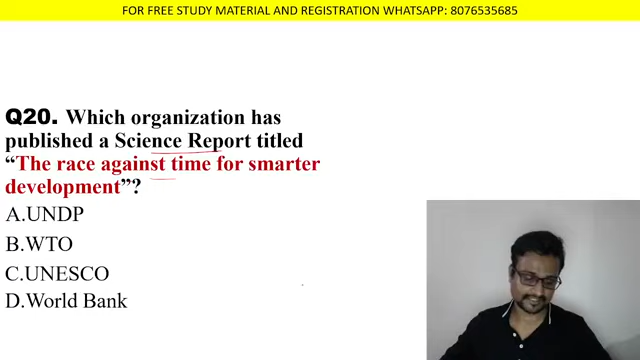 FOR FREE STUDY MATERIAL AND REGISTRATION WHATSAPP: 8076535685
Q20. Which organization has
published a Science Report titled
“The race against time for smarter
development”?
A.UNDP
B.WTO
C.UNESCO
D.World Bank